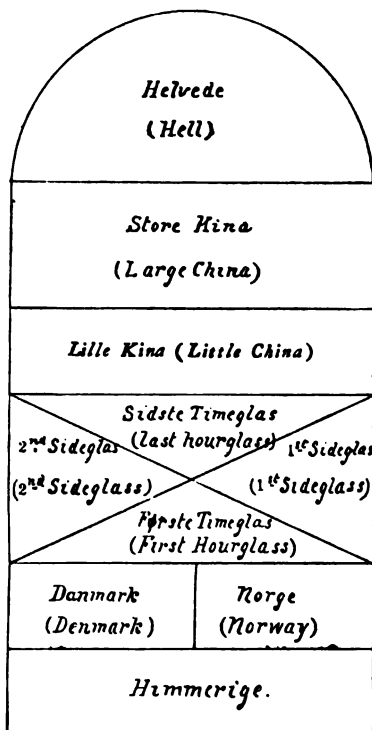 Helvede
(Hell)
Store Kina
(Large China)
Lille Kina (Little China)
Sidste Timeglas
(last hourglass)
2nd Sideglas
(2nd Sideglass)
1st Sideglas
(1st Sideglass)
Første Timeglas
(First Hourglass)
Danmark
(Denmark)
Norge
(Norway)
Himmerige.